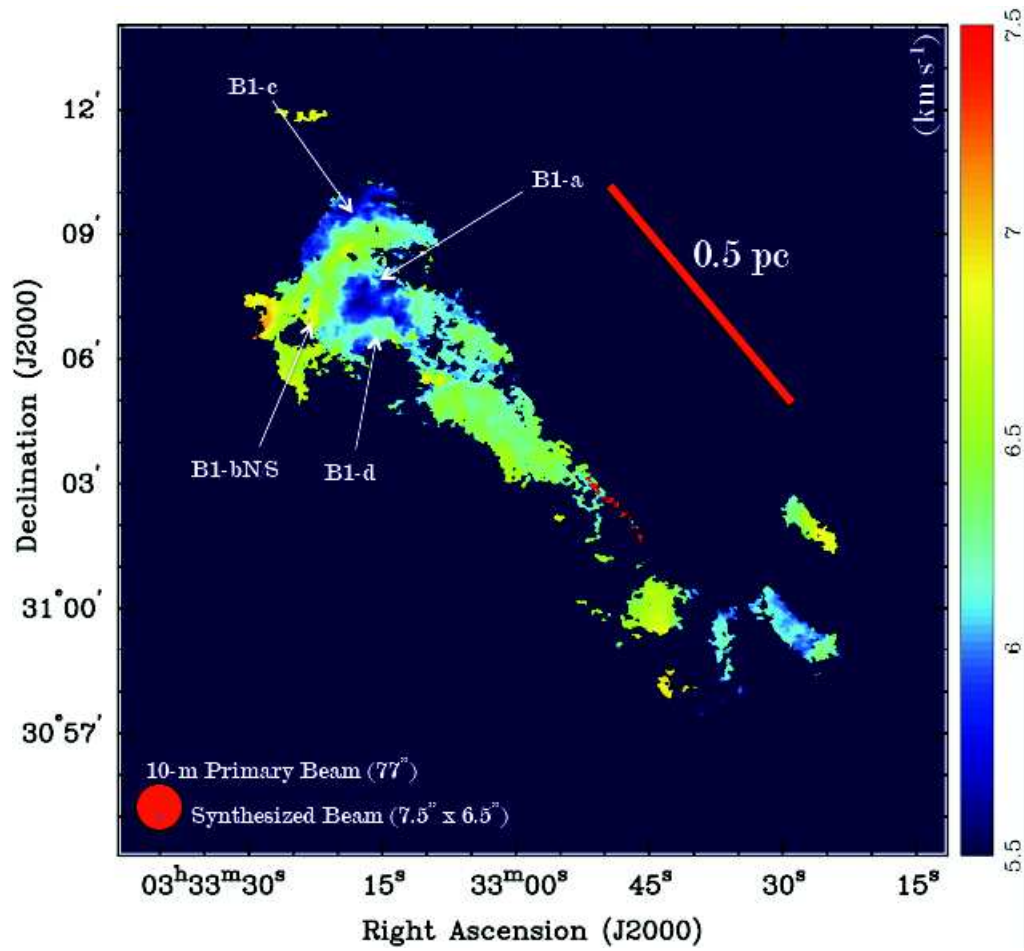 (km s⁻¹)
7.5
7
6.5
6
5.5
B1-c
B1-a
0.5 pc
B1-bNS
B1-d
10-m Primary Beam (77")
Synthesized Beam (7.5" x 6.5")
Declination (J2000)
12'
09'
06'
03'
31°00'
30°57'
03ʰ33ᵐ30ˢ
15ˢ
33ᵐ00ˢ
45ˢ
30ˢ
15ˢ
Right Ascension (J2000)